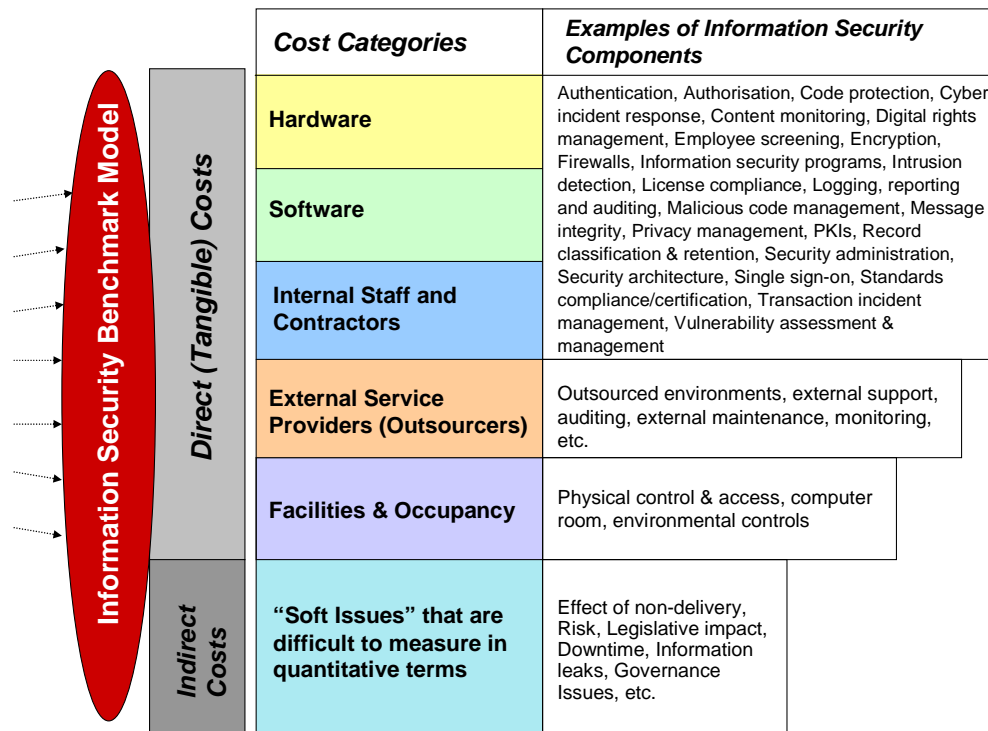 Cost Categories
Examples of Information Security
Components
Information Security Benchmark Model
Direct (Tangible) Costs
Hardware
Authentication, Authorisation, Code protection, Cyber
incident response, Content monitoring, Digital rights
management, Employee screening, Encryption,
Firewalls, Information security programs, Intrusion
detection, License compliance, Logging, reporting
and auditing, Malicious code management, Message
integrity, Privacy management, PKIs, Record
classification & retention, Security administration,
Security architecture, Single sign-on, Standards
compliance/certification, Transaction incident
management, Vulnerability assessment &
management
Software
Internal Staff and
Contractors
External Service
Providers (Outsourcers)
Outsourced environments, external support,
auditing, external maintenance, monitoring,
etc.
Facilities & Occupancy
Physical control & access, computer
room, environmental controls
Indirect
Costs
“Soft Issues” that are
difficult to measure in
quantitative terms
Effect of non-delivery,
Risk, Legislative impact,
Downtime, Information
leaks, Governance
Issues, etc.